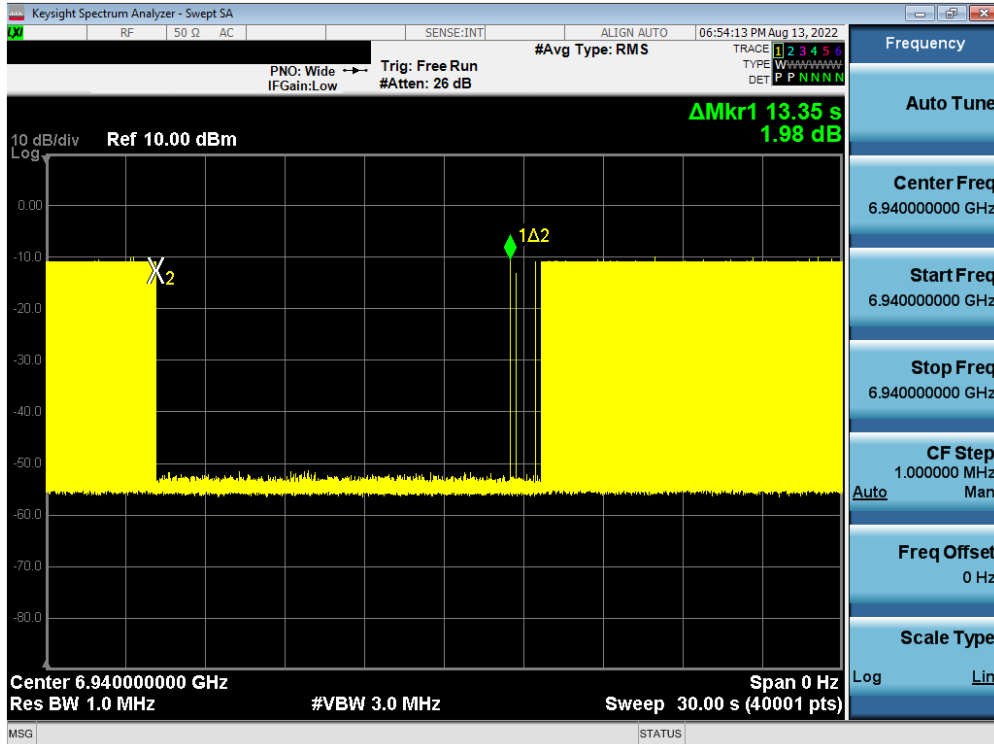 Keysight Spectrum Analyzer - Swept SA
LXI RF 50 Ω AC SENSE:INT ALIGN AUTO 06:54:13 PM Aug 13, 2022
PNO: Wide
IFGain:Low
Trig: Free Run
#Atten: 26 dB
#Avg Type: RMS
TRACE 1 2 3 4 5 6
TYPE WWWWWW
DET P P N N N N
ΔMkr1 13.35 s
1.98 dB
10 dB/div Ref 10.00 dBm
Log
0.00
-10.0
-20.0
-30.0
-40.0
-50.0
-60.0
-70.0
-80.0
1Δ2
X2
Center 6.940000000 GHz Span 0 Hz
Res BW 1.0 MHz #VBW 3.0 MHz Sweep 30.00 s (40001 pts)
MSG STATUS
Frequency
Auto Tune
Center Freq
6.940000000 GHz
Start Freq
6.940000000 GHz
Stop Freq
6.940000000 GHz
CF Step
1.000000 MHz
Auto Man
Freq Offset
0 Hz
Scale Type
Log Lin